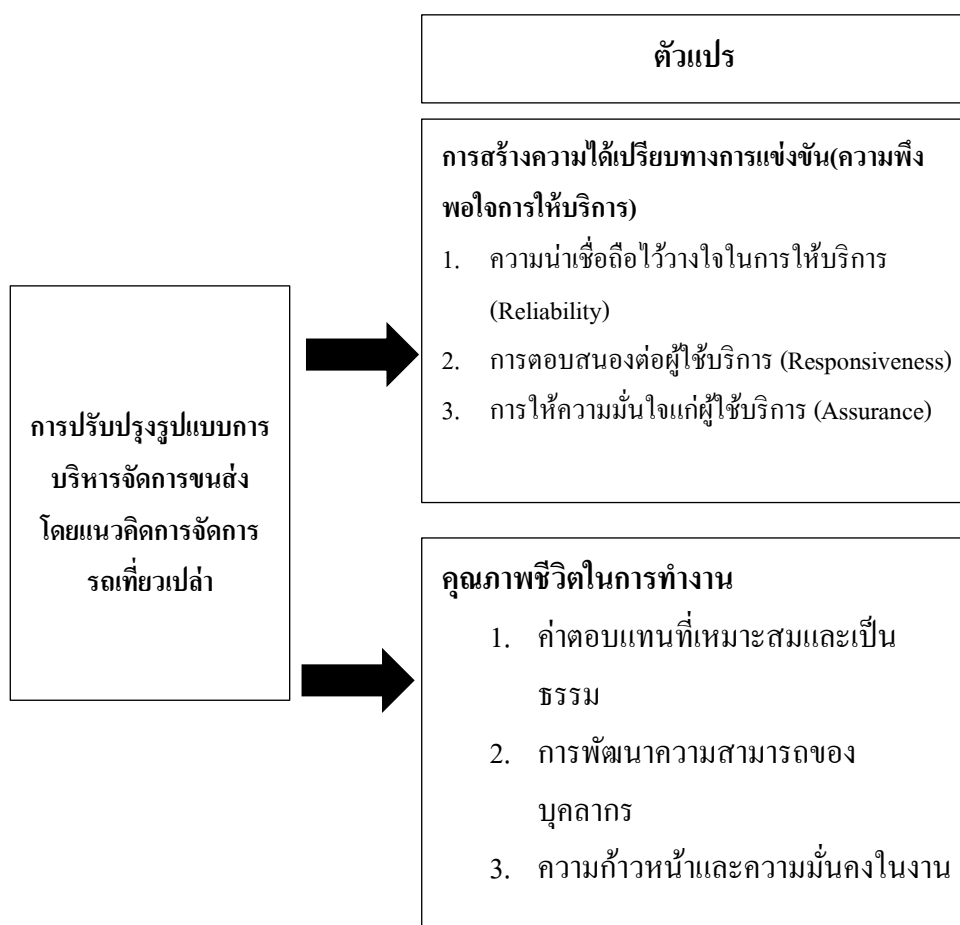 ตัวแปร
การสร้างความได้เปรียบทางการแข่งขัน(ความพึง
พอใจการให้บริการ)
1. ความน่าเชื่อถือไว้วางใจในการให้บริการ
(Reliability)
2. การตอบสนองต่อผู้ใช้บริการ (Responsiveness)
3. การให้ความมั่นใจแก่ผู้ใช้บริการ (Assurance)
การปรับปรุงรูปแบบการ
บริหารจัดการขนส่ง
โดยแนวคิดการจัดการ
รถเที่ยวเปล่า
คุณภาพชีวิตในการทำงาน
1. ค่าตอบแทนที่เหมาะสมและเป็น
ธรรม
2. การพัฒนาความสามารถของ
บุคลากร
3. ความก้าวหน้าและความมั่นคงในงาน